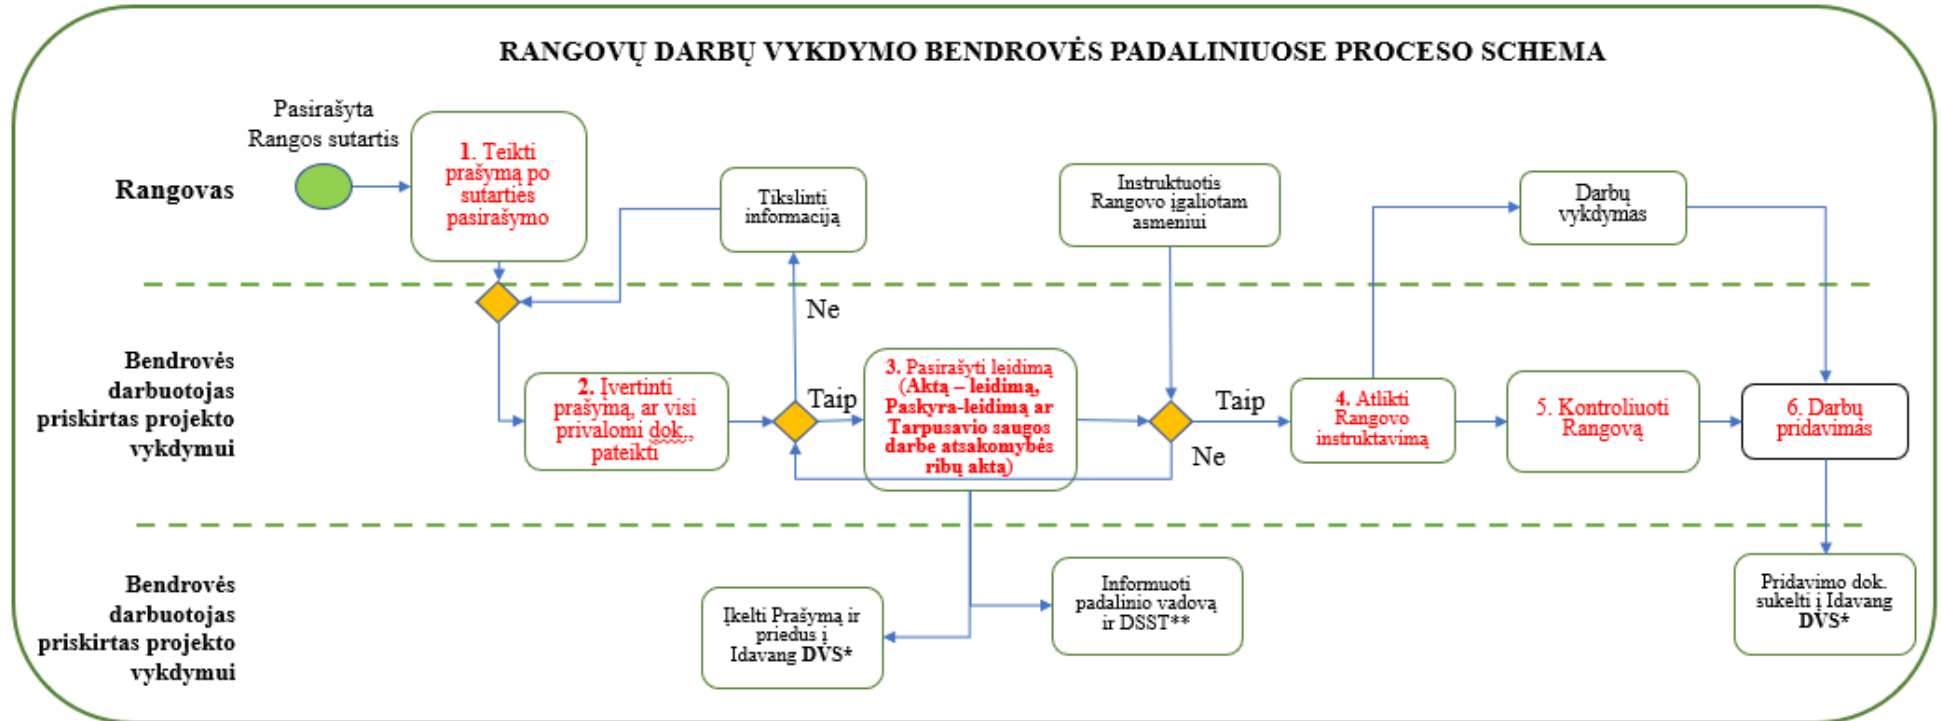 RANGOVŲ DARBŲ VYKDYMO BENDROVĖS PADALINIUOSE PROCESO SCHEMA
Pasirašyta
Rangos sutartis
Rangovas
1. Teikti
prašymą po
sutarties
pasirašymo
Tikslinti
informaciją
Instruktuotis
Rangovo įgaliotam
asmeniui
Darbų
vykdymas
Ne
Bendrovės
darbuotojas
priskirtas projekto
vykdymui
2. Įvertinti
prašymą, ar visi
privalomi dok.,
pateikti
Taip
3. Pasirašyti leidimą
(Aktą – leidimą,
Paskyra-leidimą ar
Tarpusavio saugos
darbe atsakomybės
ribų aktą)
Taip
Ne
4. Atlikti
Rangovo
instruktavimą
5. Kontroliuoti
Rangovą
6. Darbų
pridavimas
Bendrovės
darbuotojas
priskirtas projekto
vykdymui
Įkelti Prašymą ir
priedus į
Idavang DVS*
Informuoti
padalinio vadovą
ir DSST**
Pridavimo dok.
sukelti į Idavang
DVS*